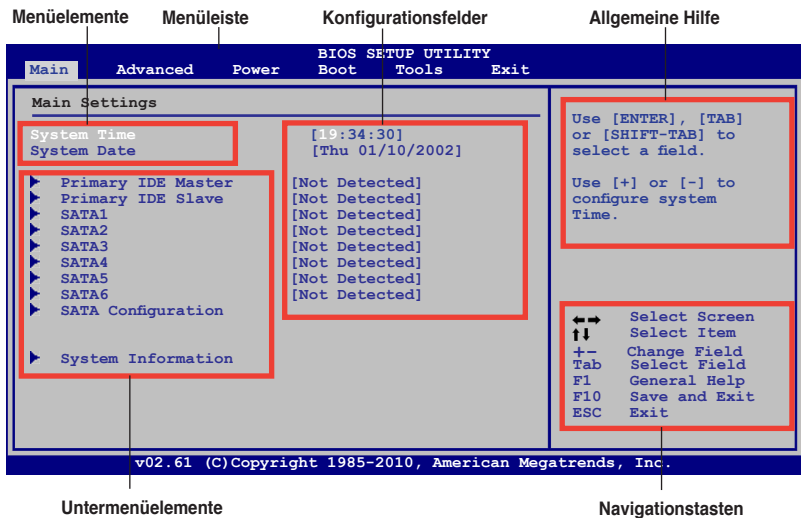 Menüelemente Menüleiste Konfigurationsfelder Allgemeine Hilfe
BIOS SETUP UTILITY
Main Advanced Power Boot Tools Exit
Main Settings
System Time [19:34:30]
System Date [Thu 01/10/2002]
Primary IDE Master [Not Detected]
Primary IDE Slave [Not Detected]
SATA1 [Not Detected]
SATA2 [Not Detected]
SATA3 [Not Detected]
SATA4 [Not Detected]
SATA5 [Not Detected]
SATA6 [Not Detected]
SATA Configuration
System Information
Use [ENTER], [TAB]
or [SHIFT-TAB] to
select a field.
Use [+] or [-] to
configure system
Time.
←→ Select Screen
↑↓ Select Item
+- Change Field
Tab Select Field
F1 General Help
F10 Save and Exit
ESC Exit
v02.61 (C)Copyright 1985-2010, American Megatrends, Inc.
Untermenüelemente Navigationstasten